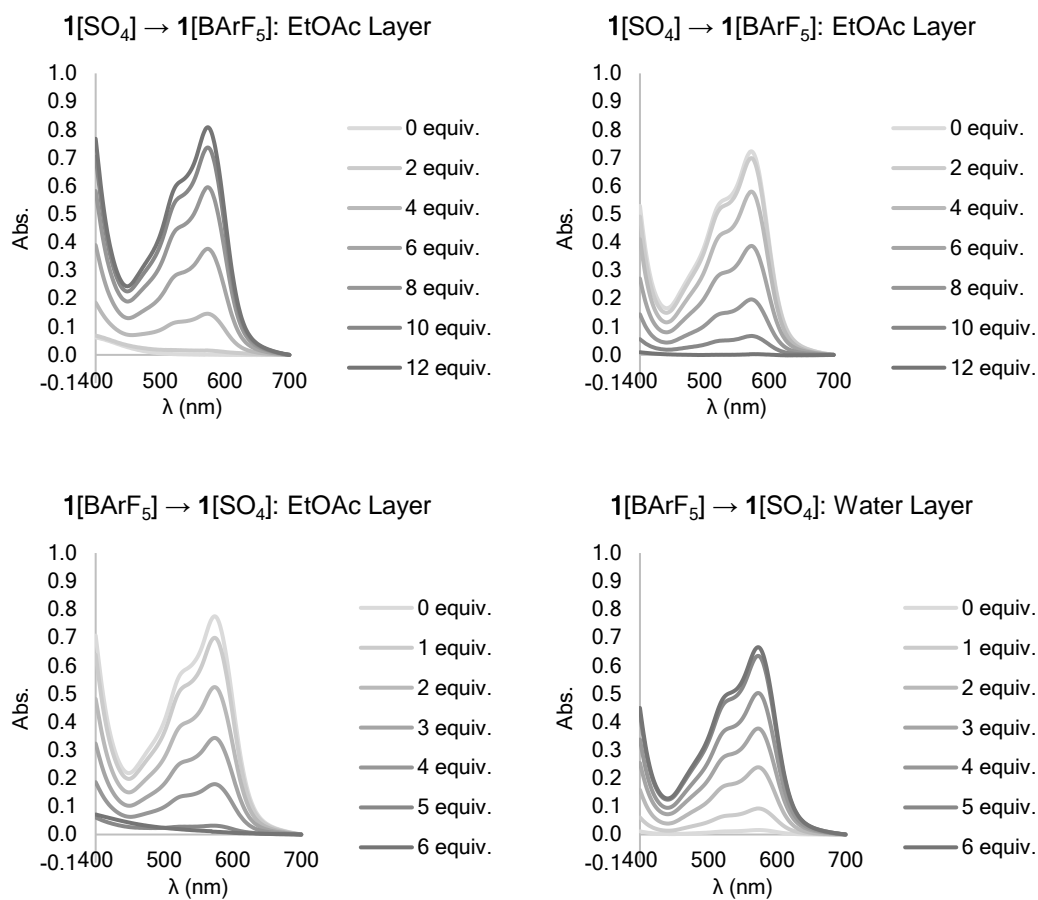 1[SO₄] → 1[BArF₅]: EtOAc Layer
1.0
0.9
0.8
0.7
0.6
0.5
0.4
0.3
0.2
0.1
0.0
-0.1
400 500 600 700
Abs.
λ (nm)
0 equiv.
2 equiv.
4 equiv.
6 equiv.
8 equiv.
10 equiv.
12 equiv.
1[SO₄] → 1[BArF₅]: EtOAc Layer
1.0
0.9
0.8
0.7
0.6
0.5
0.4
0.3
0.2
0.1
0.0
-0.1
400 500 600 700
Abs.
λ (nm)
0 equiv.
2 equiv.
4 equiv.
6 equiv.
8 equiv.
10 equiv.
12 equiv.
1[BArF₅] → 1[SO₄]: EtOAc Layer
1.0
0.9
0.8
0.7
0.6
0.5
0.4
0.3
0.2
0.1
0.0
-0.1
400 500 600 700
Abs.
λ (nm)
0 equiv.
1 equiv.
2 equiv.
3 equiv.
4 equiv.
5 equiv.
6 equiv.
1[BArF₅] → 1[SO₄]: Water Layer
1.0
0.9
0.8
0.7
0.6
0.5
0.4
0.3
0.2
0.1
0.0
-0.1
400 500 600 700
Abs.
λ (nm)
0 equiv.
1 equiv.
2 equiv.
3 equiv.
4 equiv.
5 equiv.
6 equiv.